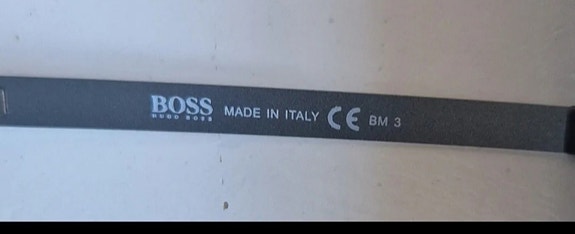 BOSS MADE IN ITALY CE BM 3
HUGO BOSS